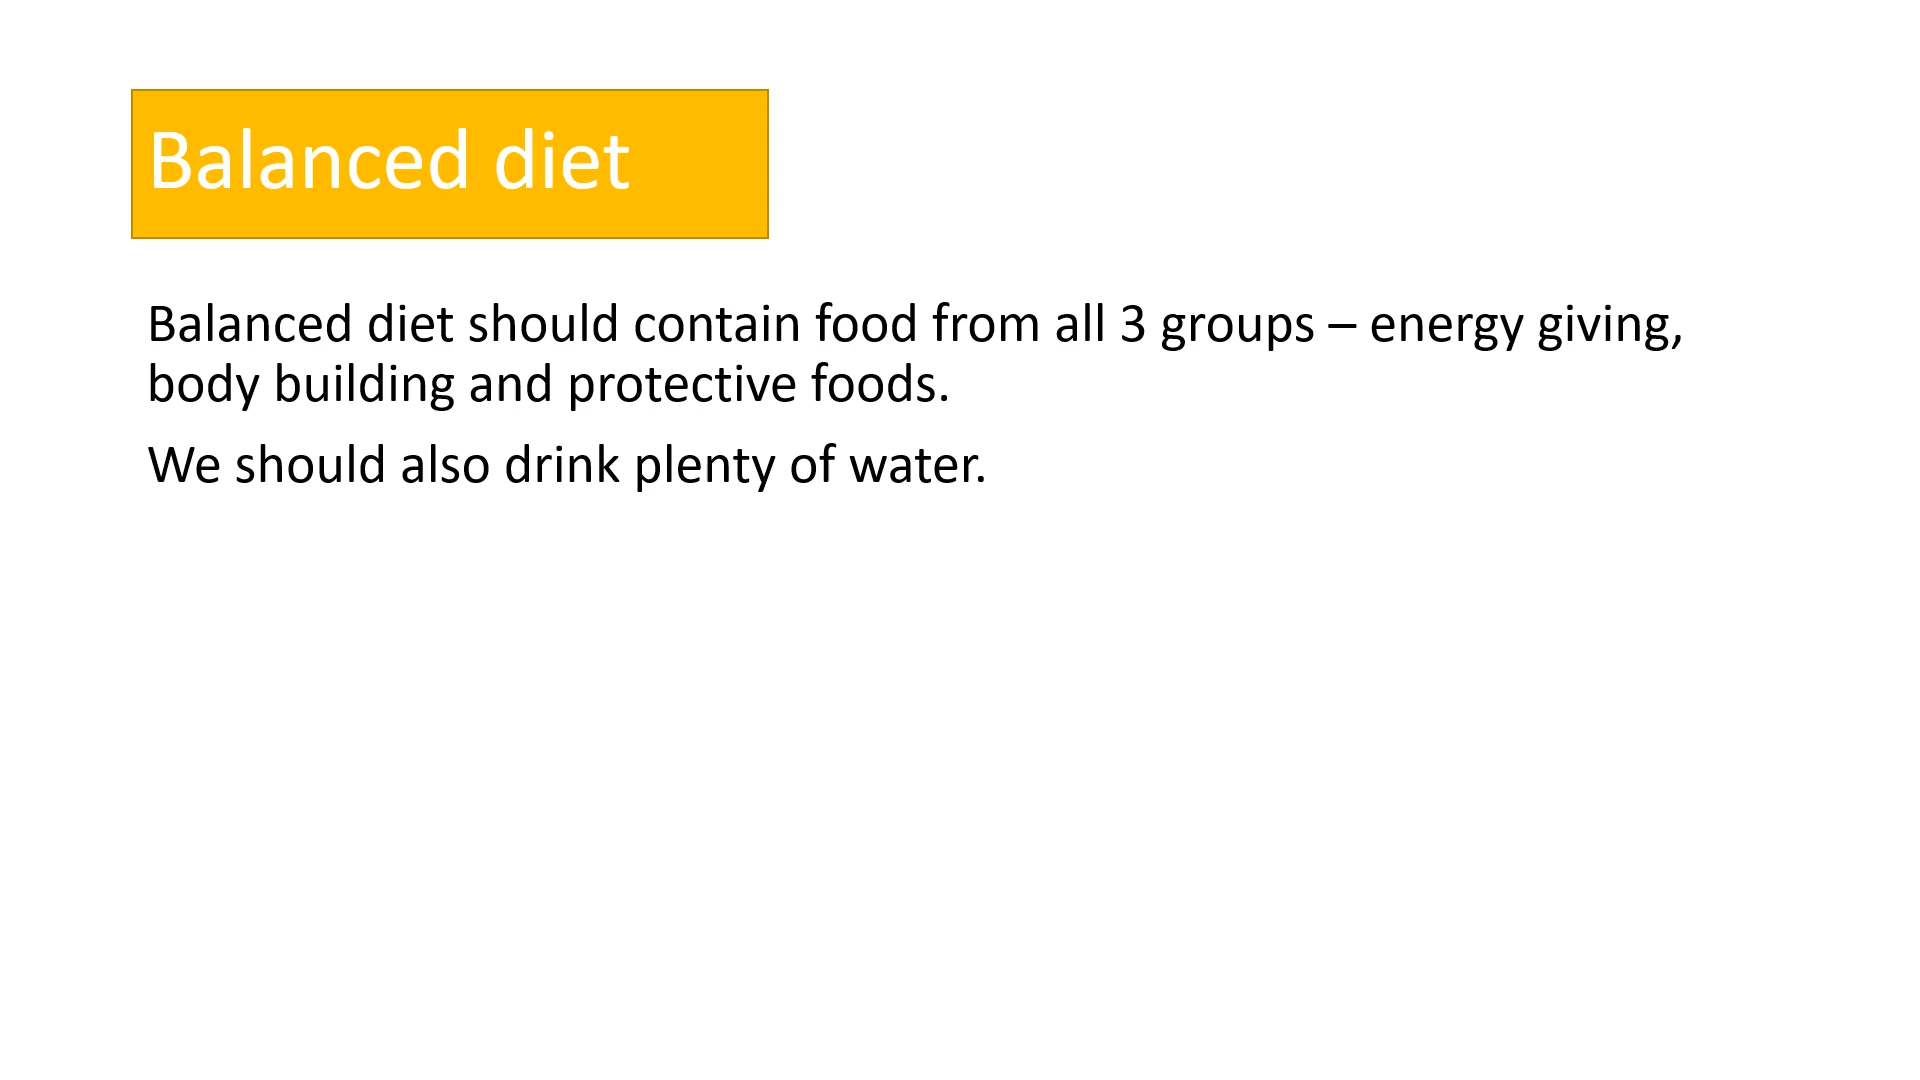 Balanced diet
Balanced diet should contain food from all 3 groups – energy giving,
body building and protective foods.
We should also drink plenty of water.